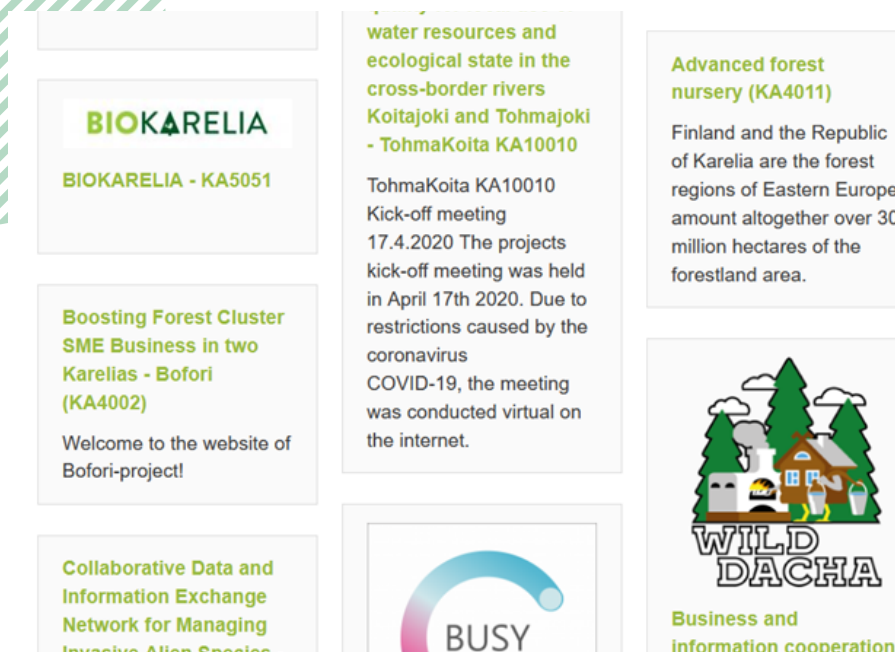 BIOKARELIA
BIOKARELIA - KA5051
Boosting Forest Cluster
SME Business in two
Karelias - Bofori
(KA4002)
Welcome to the website of
Bofori-project!
Collaborative Data and
Information Exchange
Network for Managing
Invasive Alien Species
water resources and
ecological state in the
cross-border rivers
Koitajoki and Tohmajoki
- TohmaKoita KA10010
TohmaKoita KA10010
Kick-off meeting
17.4.2020 The projects
kick-off meeting was held
in April 17th 2020. Due to
restrictions caused by the
coronavirus
COVID-19, the meeting
was conducted virtual on
the internet.
BUSY
Advanced forest
nursery (KA4011)
Finland and the Republic
of Karelia are the forest
regions of Eastern Europe
amount altogether over 30
million hectares of the
forestland area.
WILD
DACHA
Business and
information cooperation